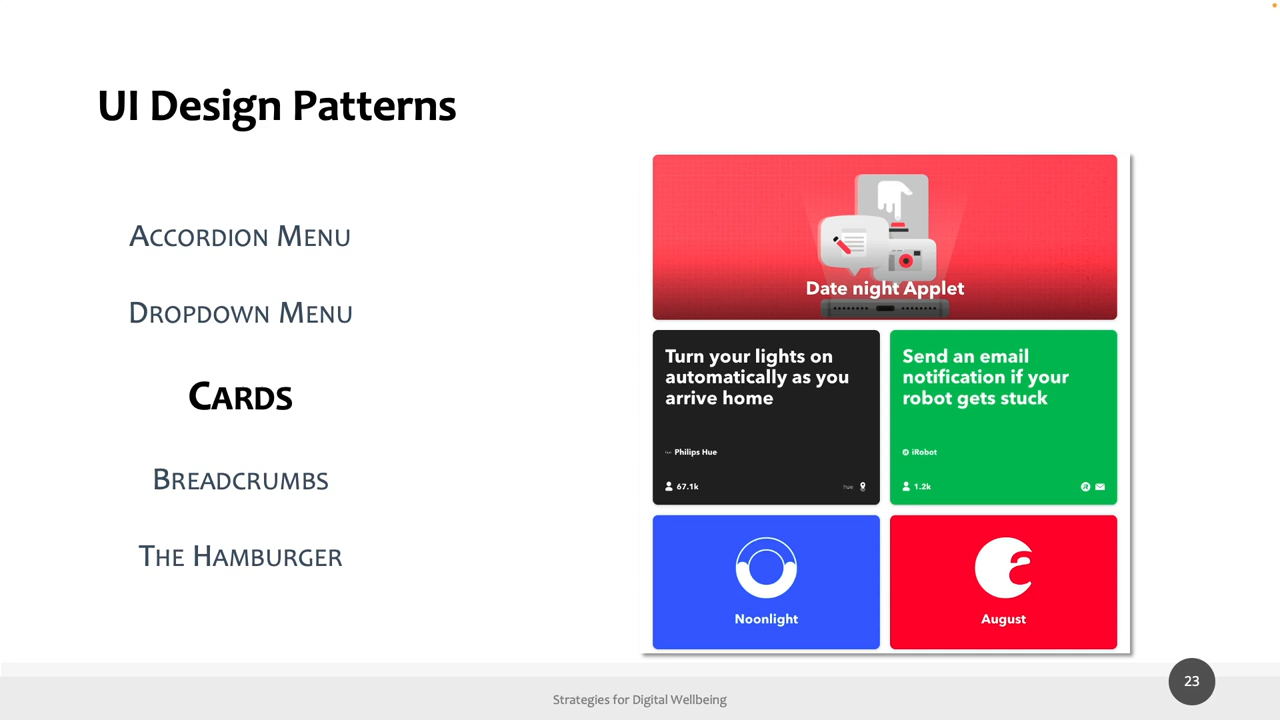 UI Design Patterns
Accordion Menu
Dropdown Menu
Cards
Breadcrumbs
The Hamburger
Date night Applet
Turn your lights on
automatically as you
arrive home
Philips Hue
67.1k
hue
Send an email
notification if your
robot gets stuck
iRobot
1.2k
Noonlight
August
Strategies for Digital Wellbeing
23